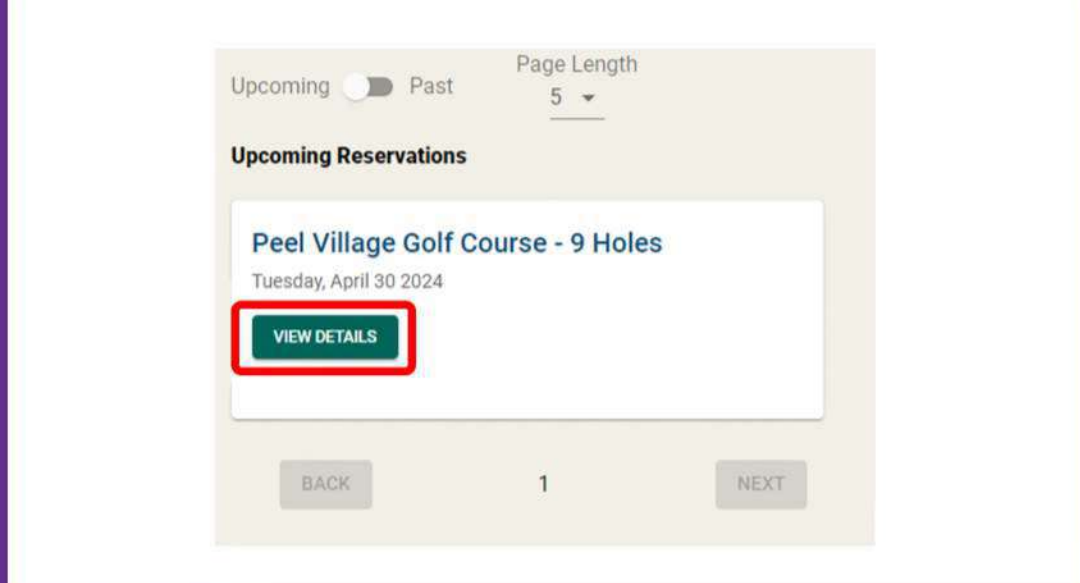 Page Length
Upcoming Past
5
Upcoming Reservations
Peel Village Golf Course - 9 Holes
Tuesday, April 30 2024
VIEW DETAILS
BACK 1 NEXT